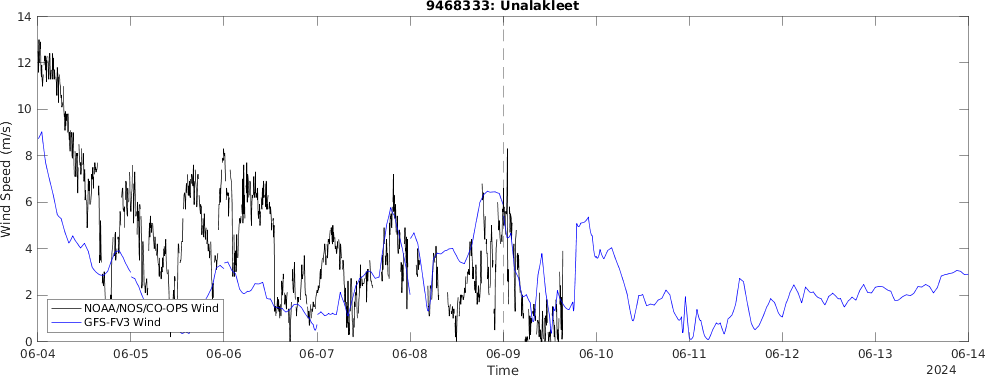 9468333: Unalakleet
14
12
10
8
6
4
2
0
Wind Speed (m/s)
NOAA/NOS/CO-OPS Wind
GFS-FV3 Wind
06-04 06-05 06-06 06-07 06-08 06-09 06-10 06-11 06-12 06-13 06-14
Time
2024